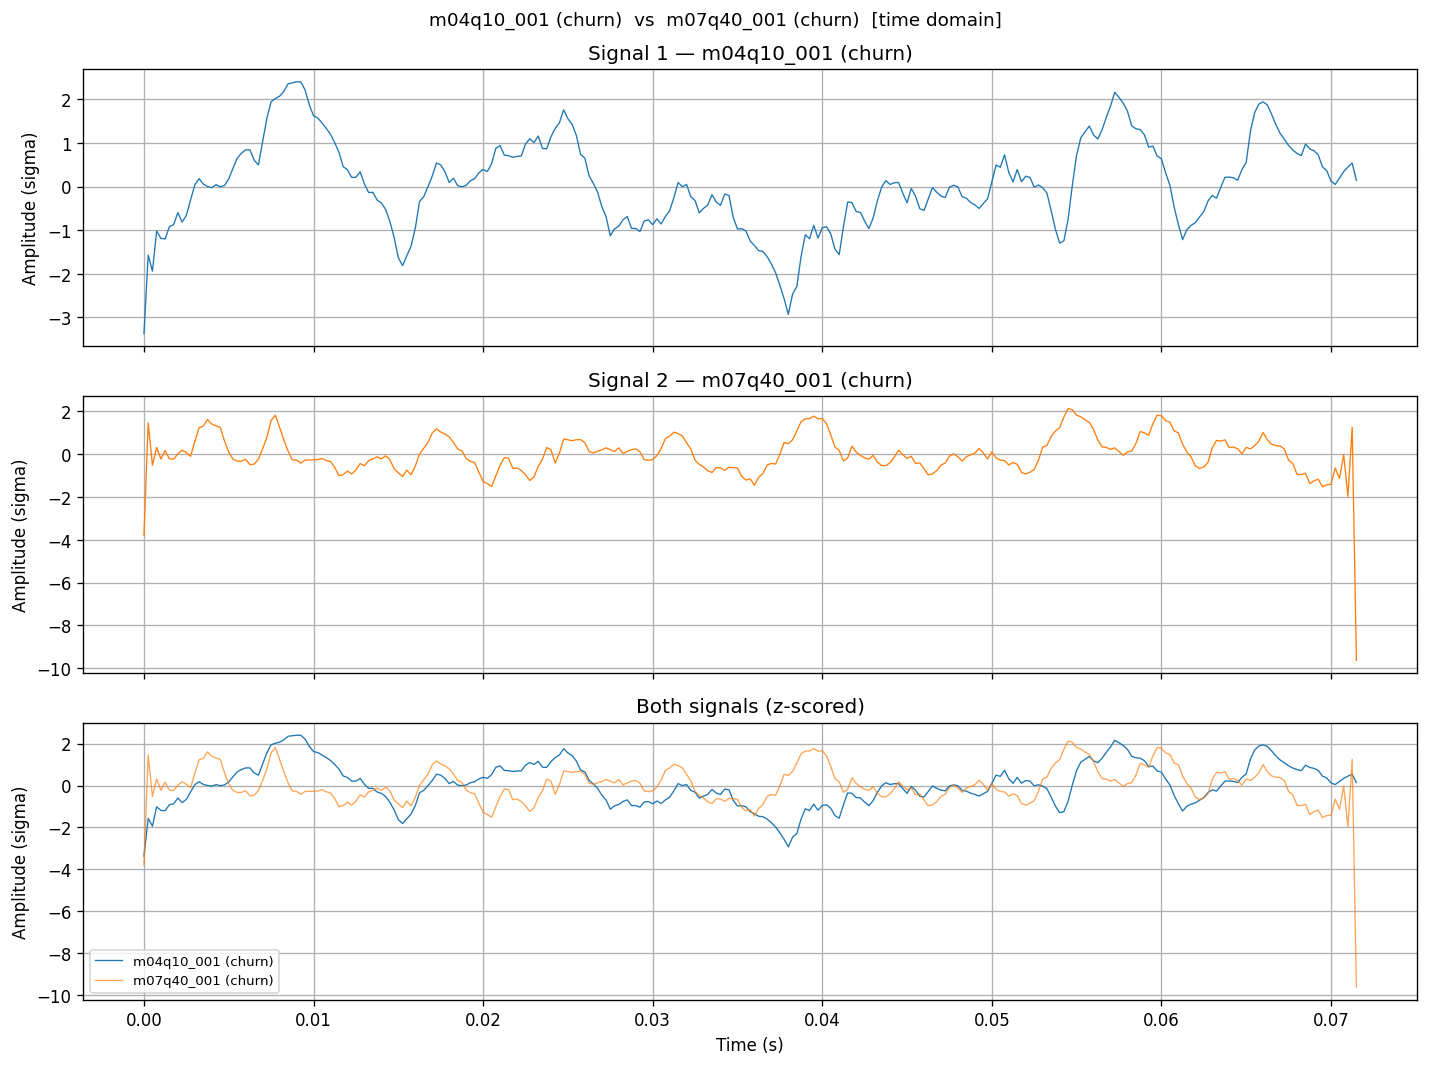 m04q10_001 (churn)  vs  m07q40_001 (churn)  [time domain]
Signal 1 — m04q10_001 (churn)
Amplitude (sigma)
2
1
0
−1
−2
−3
Signal 2 — m07q40_001 (churn)
Amplitude (sigma)
2
0
−2
−4
−6
−8
−10
Both signals (z-scored)
Amplitude (sigma)
2
0
−2
−4
−6
−8
−10
m04q10_001 (churn)
m07q40_001 (churn)
0.00 0.01 0.02 0.03 0.04 0.05 0.06 0.07
Time (s)